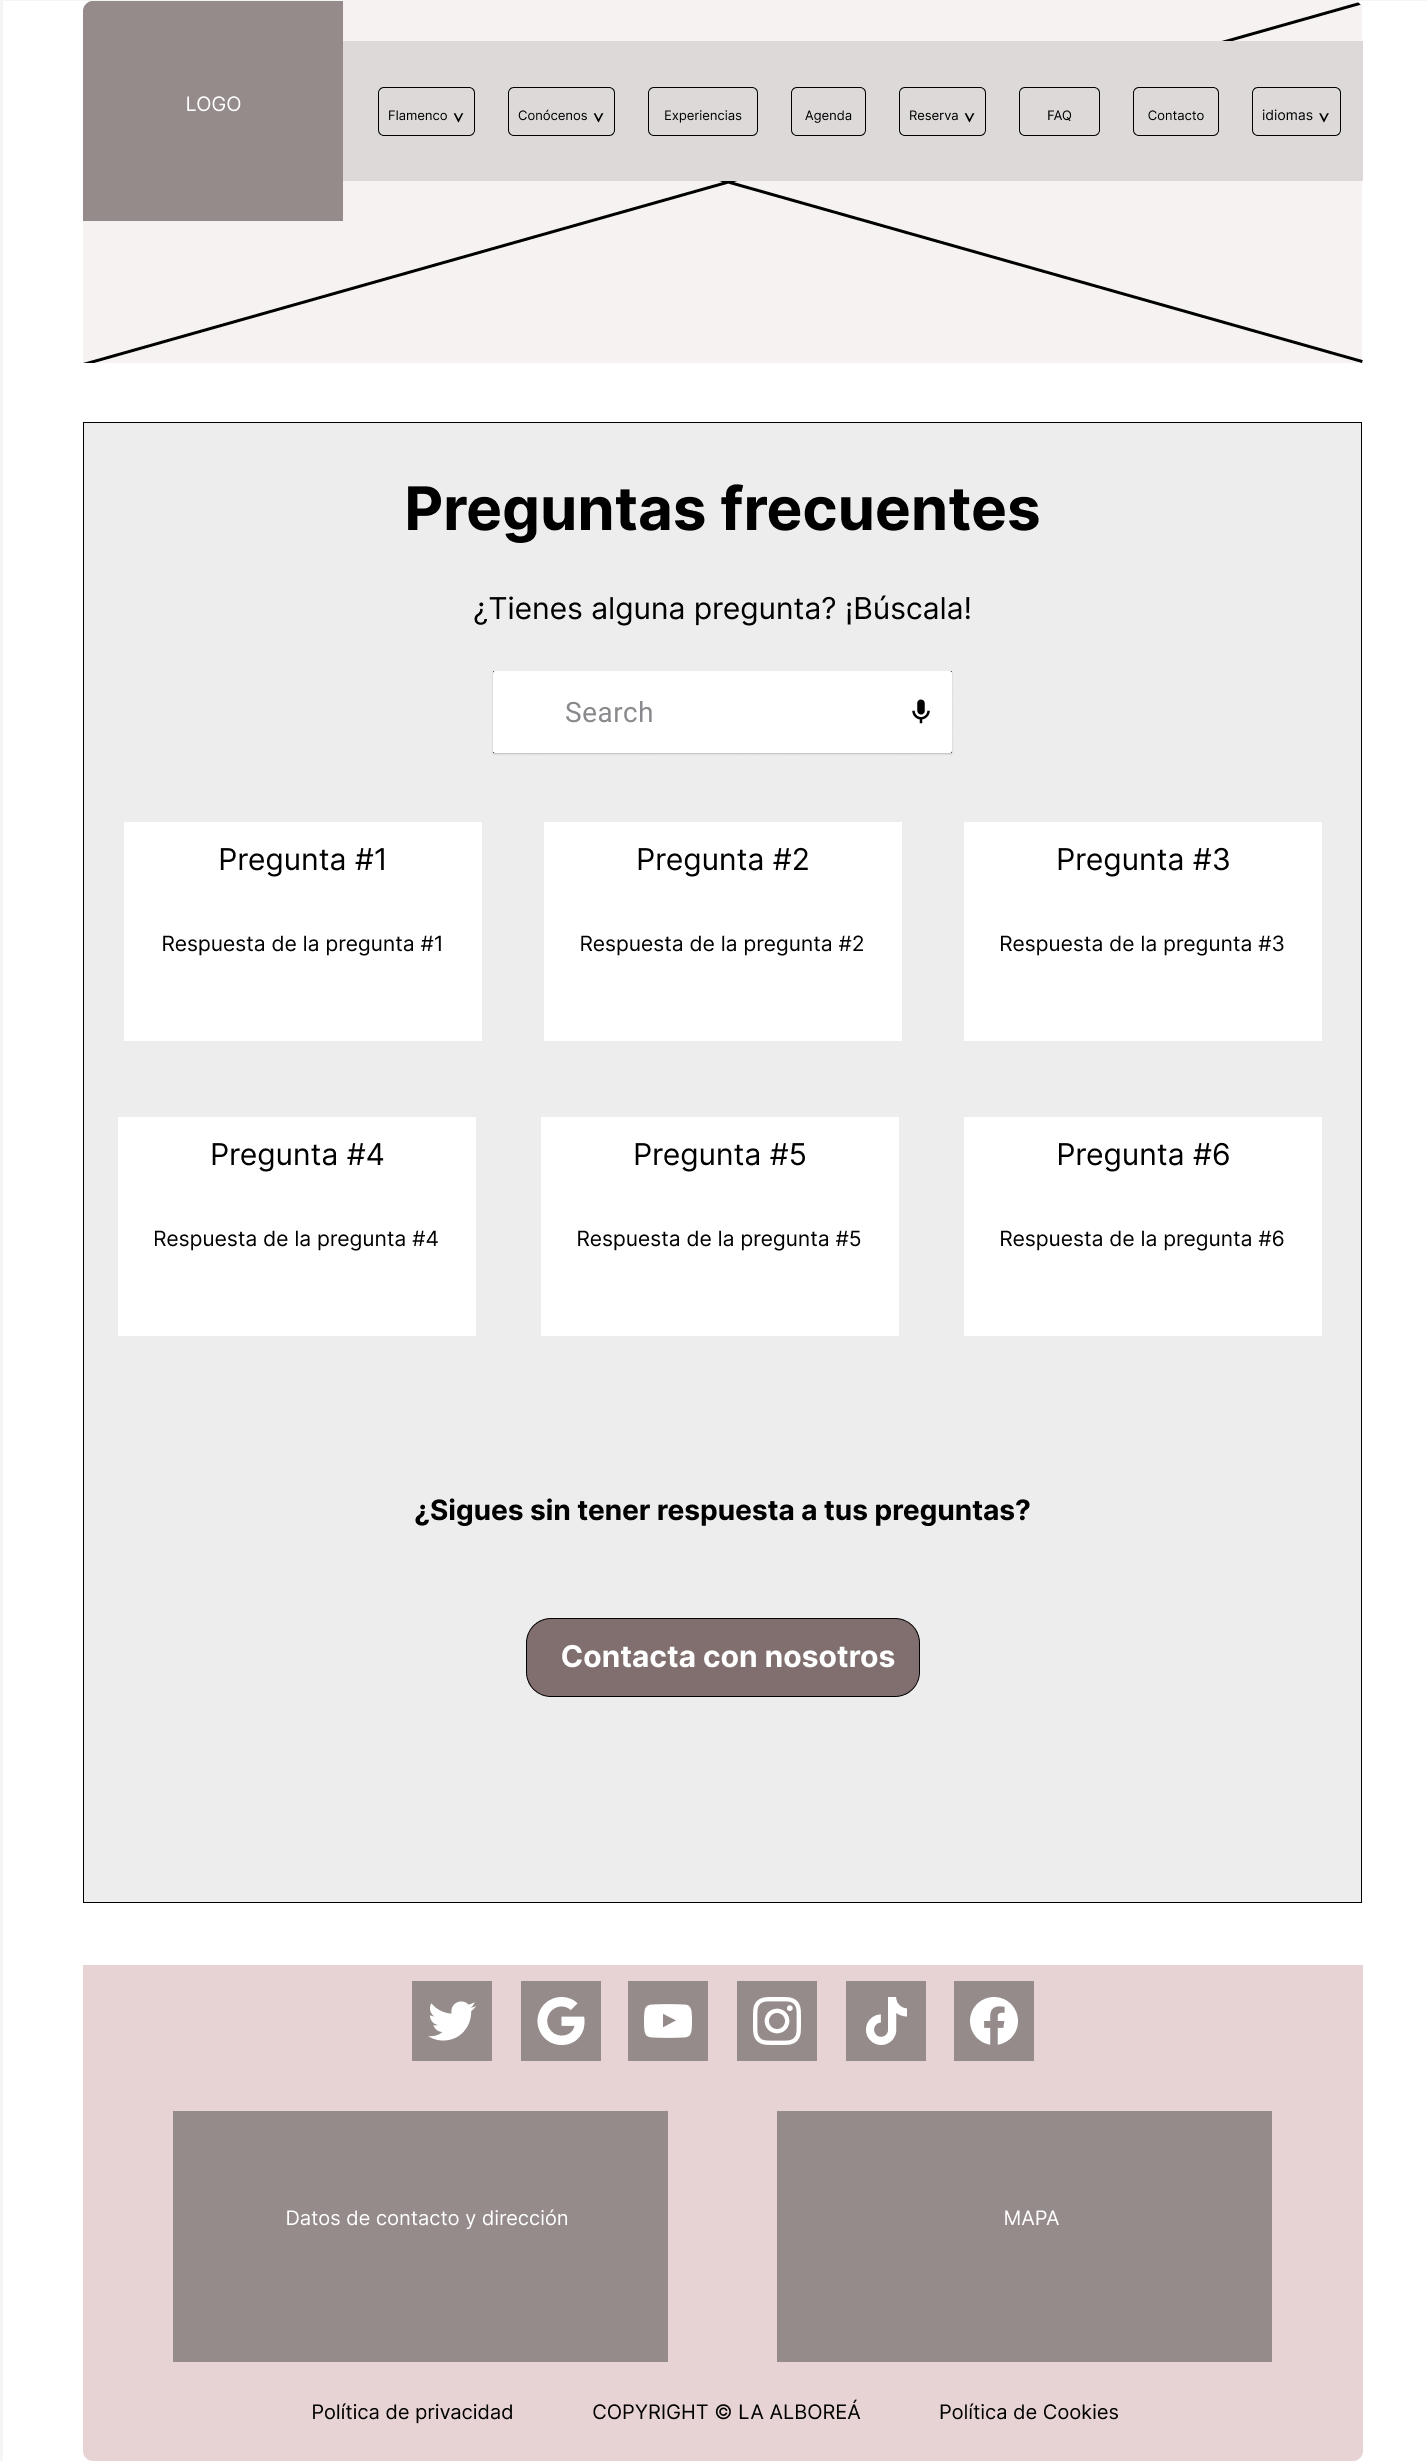 LOGO
Flamenco
Conócenos
Experiencias
Agenda
Reserva
FAQ
Contacto
idiomas
Preguntas frecuentes
¿Tienes alguna pregunta? ¡Búscala!
Search
Pregunta #1
Pregunta #2
Pregunta #3
Respuesta de la pregunta #1
Respuesta de la pregunta #2
Respuesta de la pregunta #3
Pregunta #4
Pregunta #5
Pregunta #6
Respuesta de la pregunta #4
Respuesta de la pregunta #5
Respuesta de la pregunta #6
¿Sigues sin tener respuesta a tus preguntas?
Contacta con nosotros
Datos de contacto y dirección
MAPA
Política de privacidad
COPYRIGHT © LA ALBOREÁ
Política de Cookies